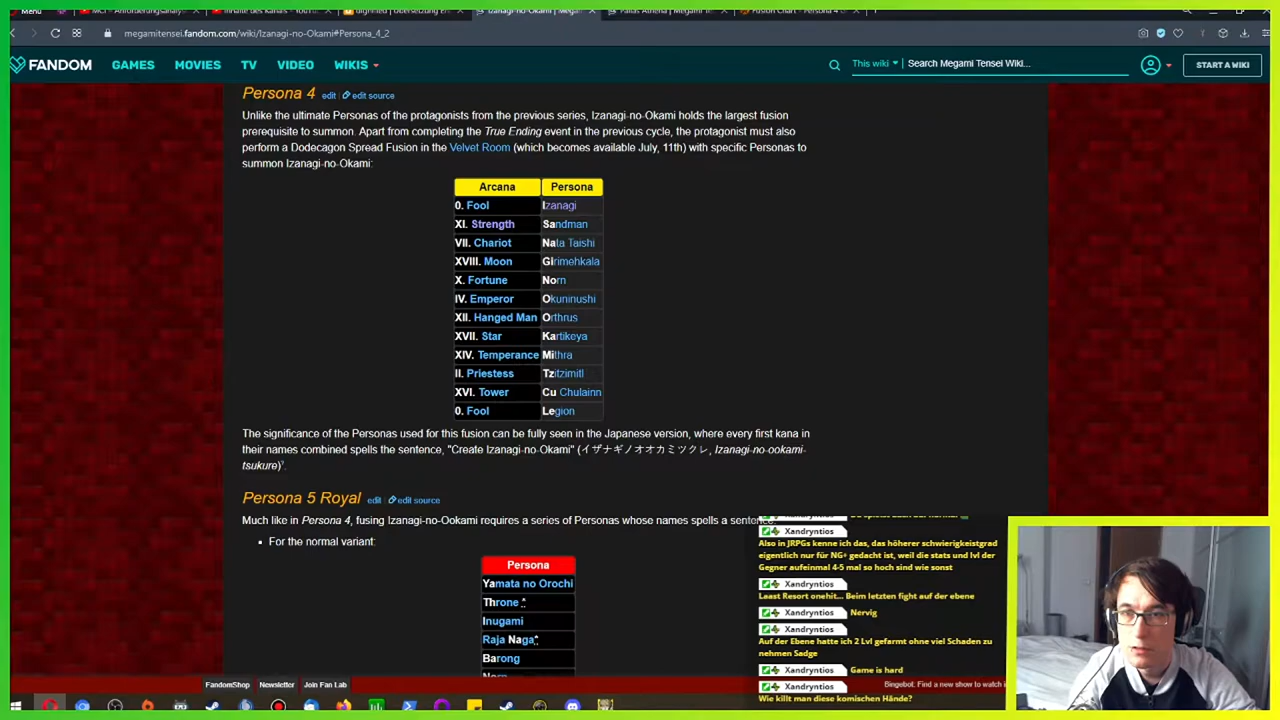 Menü
megamitensei.fandom.com/wiki/Izanagi-no-Okami#Persona_4_2
FANDOM GAMES MOVIES TV VIDEO WIKIS
This wiki Search Megami Tensei Wiki...
START A WIKI
Persona 4 edit edit source
Unlike the ultimate Personas of the protagonists from the previous series, Izanagi-no-Okami holds the largest fusion
prerequisite to summon. Apart from completing the True Ending event in the previous cycle, the protagonist must also
perform a Dodecagon Spread Fusion in the Velvet Room (which becomes available July, 11th) with specific Personas to
summon Izanagi-no-Okami:
Arcana Persona
0. Fool Izanagi
XI. Strength Sandman
VII. Chariot Nata Taishi
XVIII. Moon Girimehkala
X. Fortune Norn
IV. Emperor Okuninushi
XII. Hanged Man Orthrus
XVII. Star Kartikeya
XIV. Temperance Mithra
II. Priestess Tzitzimitl
XVI. Tower Cu Chulainn
0. Fool Legion
The significance of the Personas used for this fusion can be fully seen in the Japanese version, where every first kana in
their names combined spells the sentence, "Create Izanagi-no-Okami" (イザナギノオオカミツクレ, Izanagi-no-ookami-
tsukure)?.
Persona 5 Royal edit edit source
Much like in Persona 4, fusing Izanagi-no-Ookami requires a series of Personas whose names spells a sentence.
For the normal variant:
Persona
Yamata no Orochi
Throne^
Inugami
Raja Naga^
Barong
Norn
Xandryntios
Also in JRPGs kenne ich das, das höherer schwierigkeistgrad
eigentlich nur für NG+ gedacht ist, weil die stats und lvl der
Gegner aufeinmal 4-5 mal so hoch sind wie sonst
Xandryntios
Laast Resort onehit... Beim letzten fight auf der ebene
Xandryntios Nervig
Xandryntios
Auf der Ebene hatte ich 2 Lvl gefarmt ohne viel Schaden zu
nehmen Sadge
Xandryntios Game is hard
Xandryntios
Wie killt man diese komischen Hände?
FandomShop Newsletter Join Fan Lab
Bingebot: Find a new show to watch